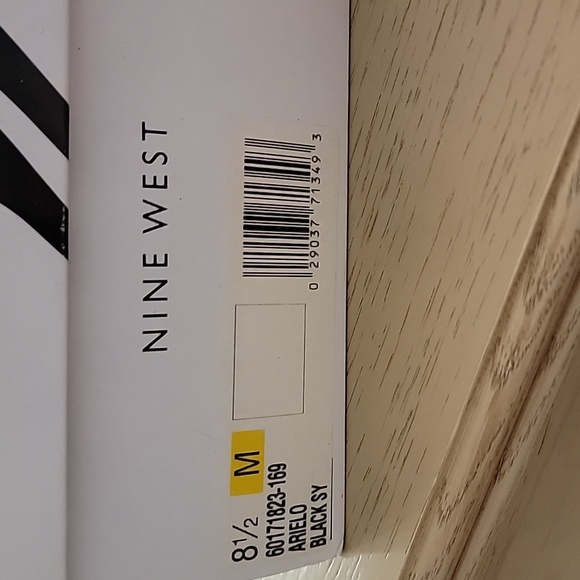 NINE WEST
0 29037 71349 3
8½ M
60171823-169
ARIELO
BLACK SY